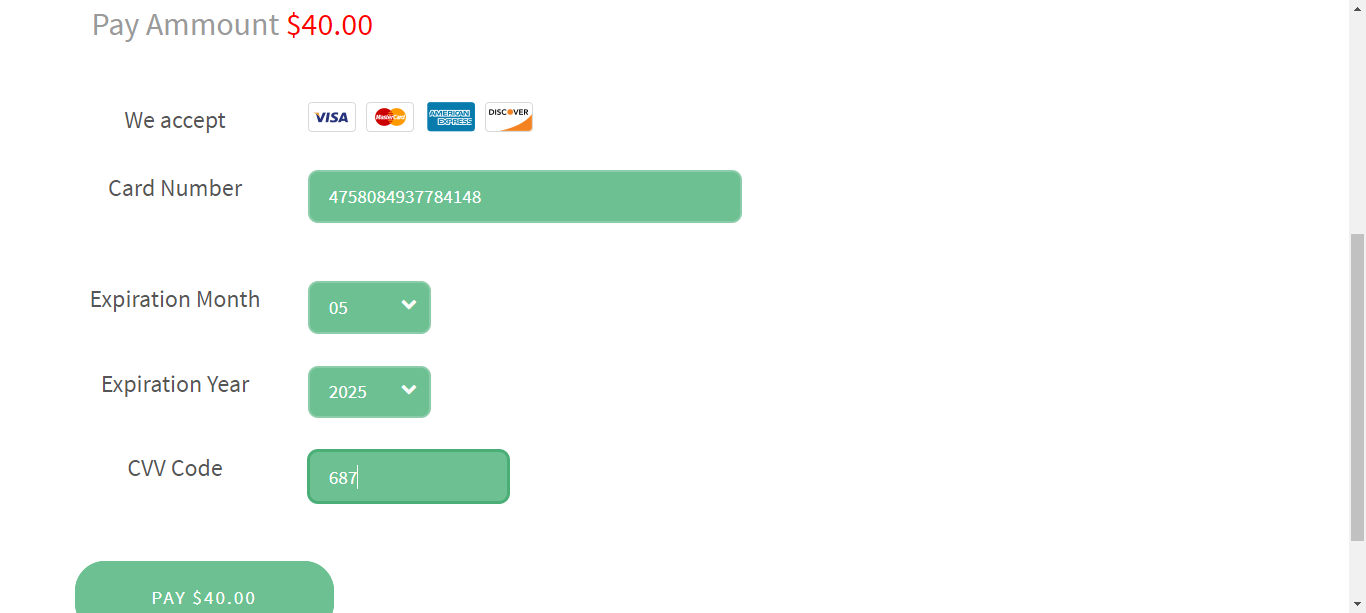 Pay Ammount $40.00
We accept VISA MasterCard AMERICAN EXPRESS DISCOVER
Card Number 4758084937784148
Expiration Month 05
Expiration Year 2025
CVV Code 687
PAY $40.00